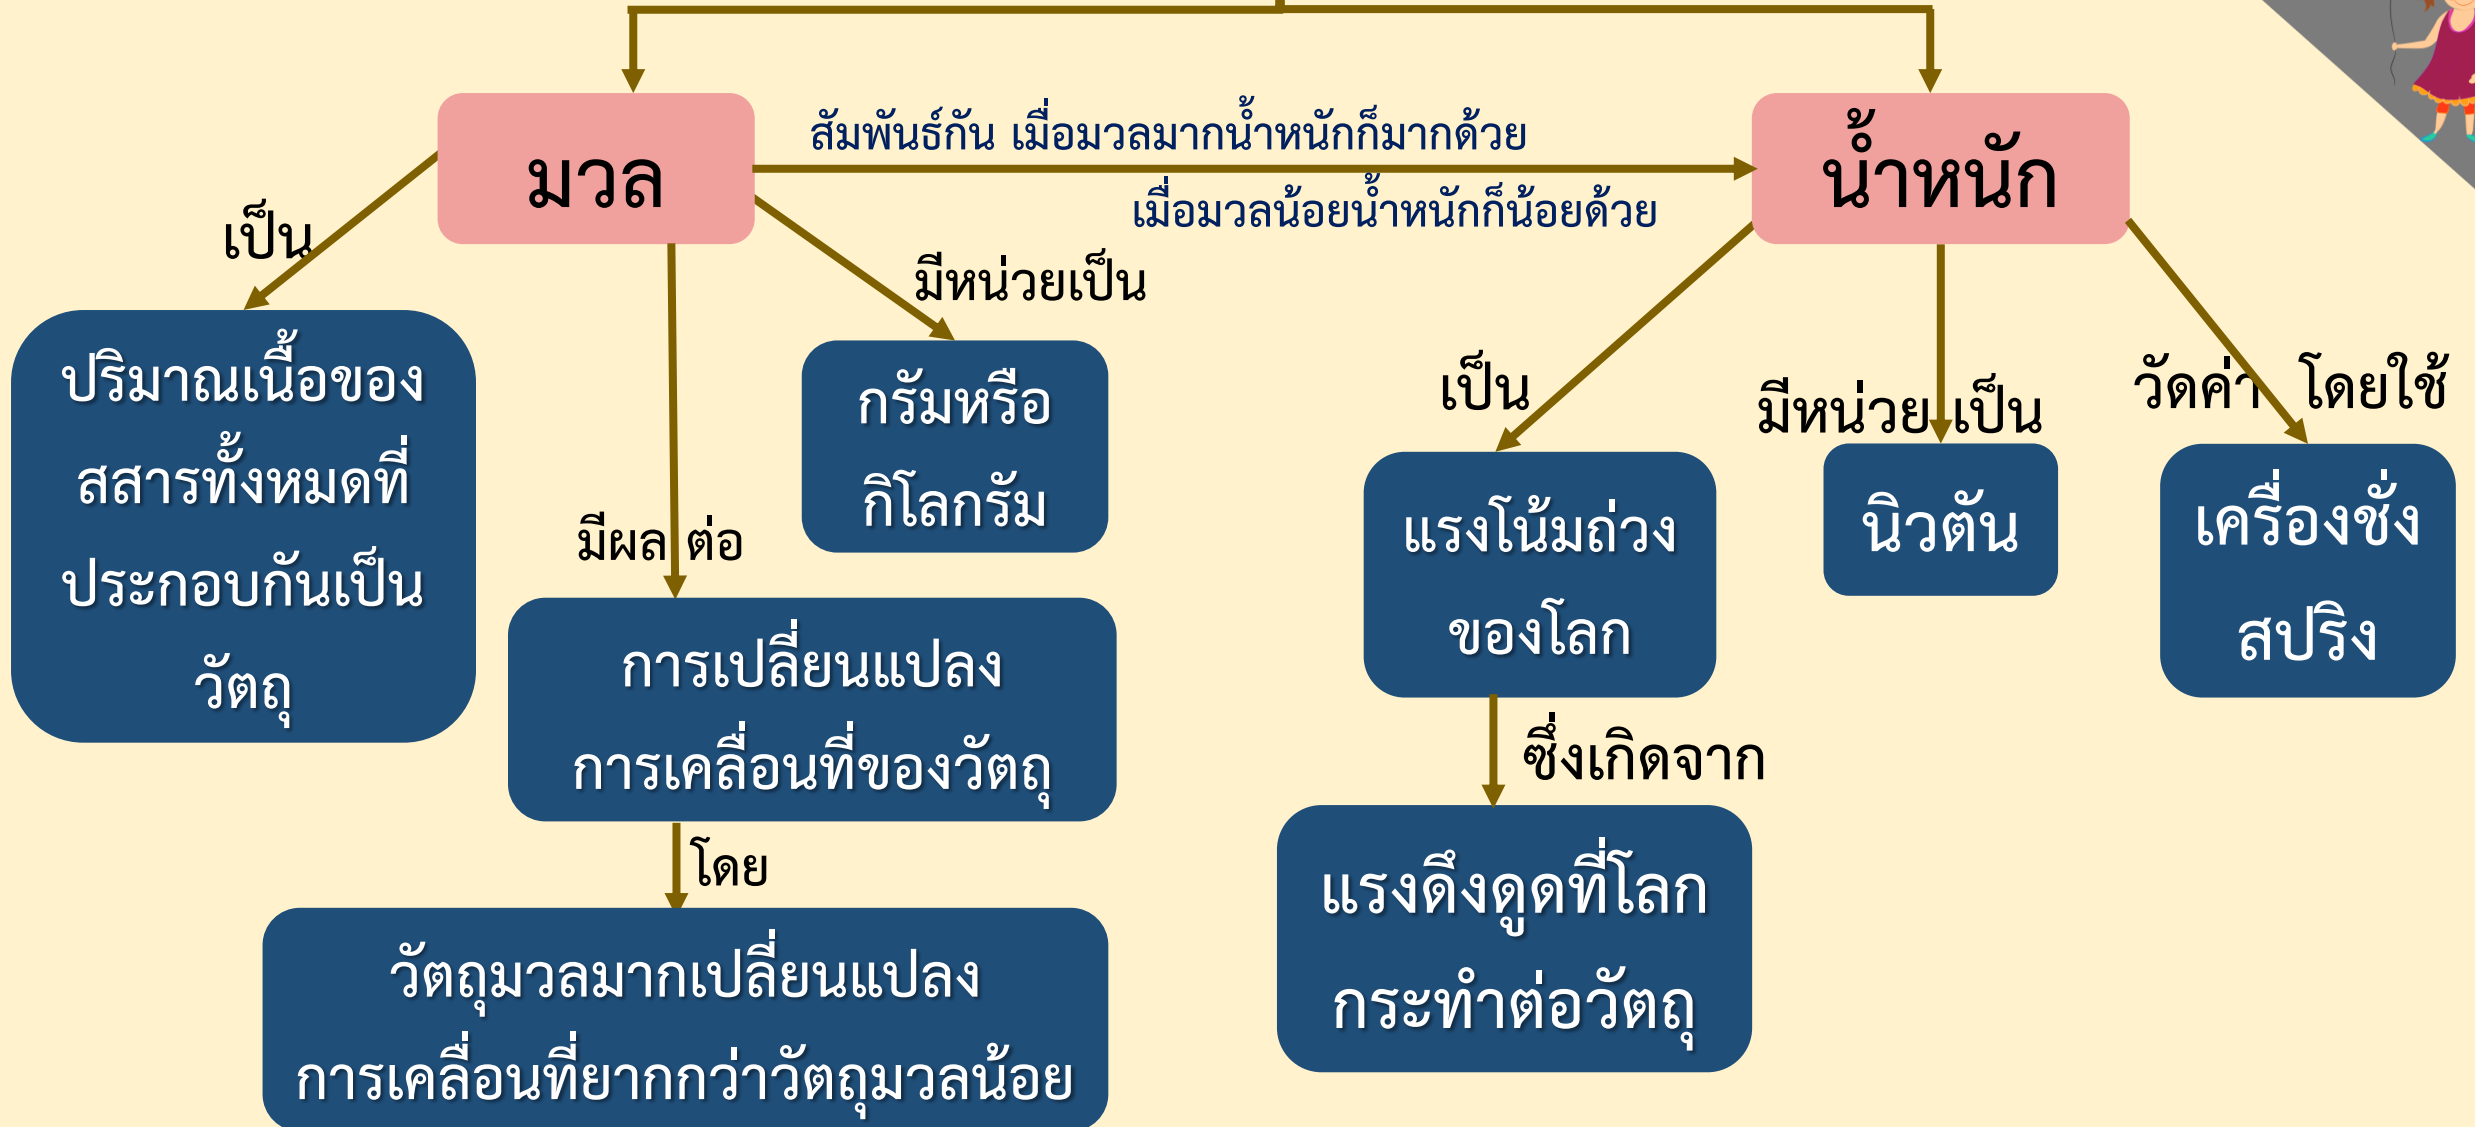 มวล
สัมพันธ์กัน เมื่อมวลมากน้ำหนักก็มากด้วย
เมื่อมวลน้อยน้ำหนักก็น้อยด้วย
น้ำหนัก
เป็น
ปริมาณเนื้อของ
สสารทั้งหมดที่
ประกอบกันเป็น
วัตถุ
มีหน่วยเป็น
กรัมหรือ
กิโลกรัม
มีผล ต่อ
การเปลี่ยนแปลง
การเคลื่อนที่ของวัตถุ
โดย
วัตถุมวลมากเปลี่ยนแปลง
การเคลื่อนที่ยากกว่าวัตถุมวลน้อย
เป็น
แรงโน้มถ่วง
ของโลก
ซึ่งเกิดจาก
แรงดึงดูดที่โลก
กระทำต่อวัตถุ
มีหน่วย เป็น
นิวตัน
วัดค่า โดยใช้
เครื่องชั่ง
สปริง